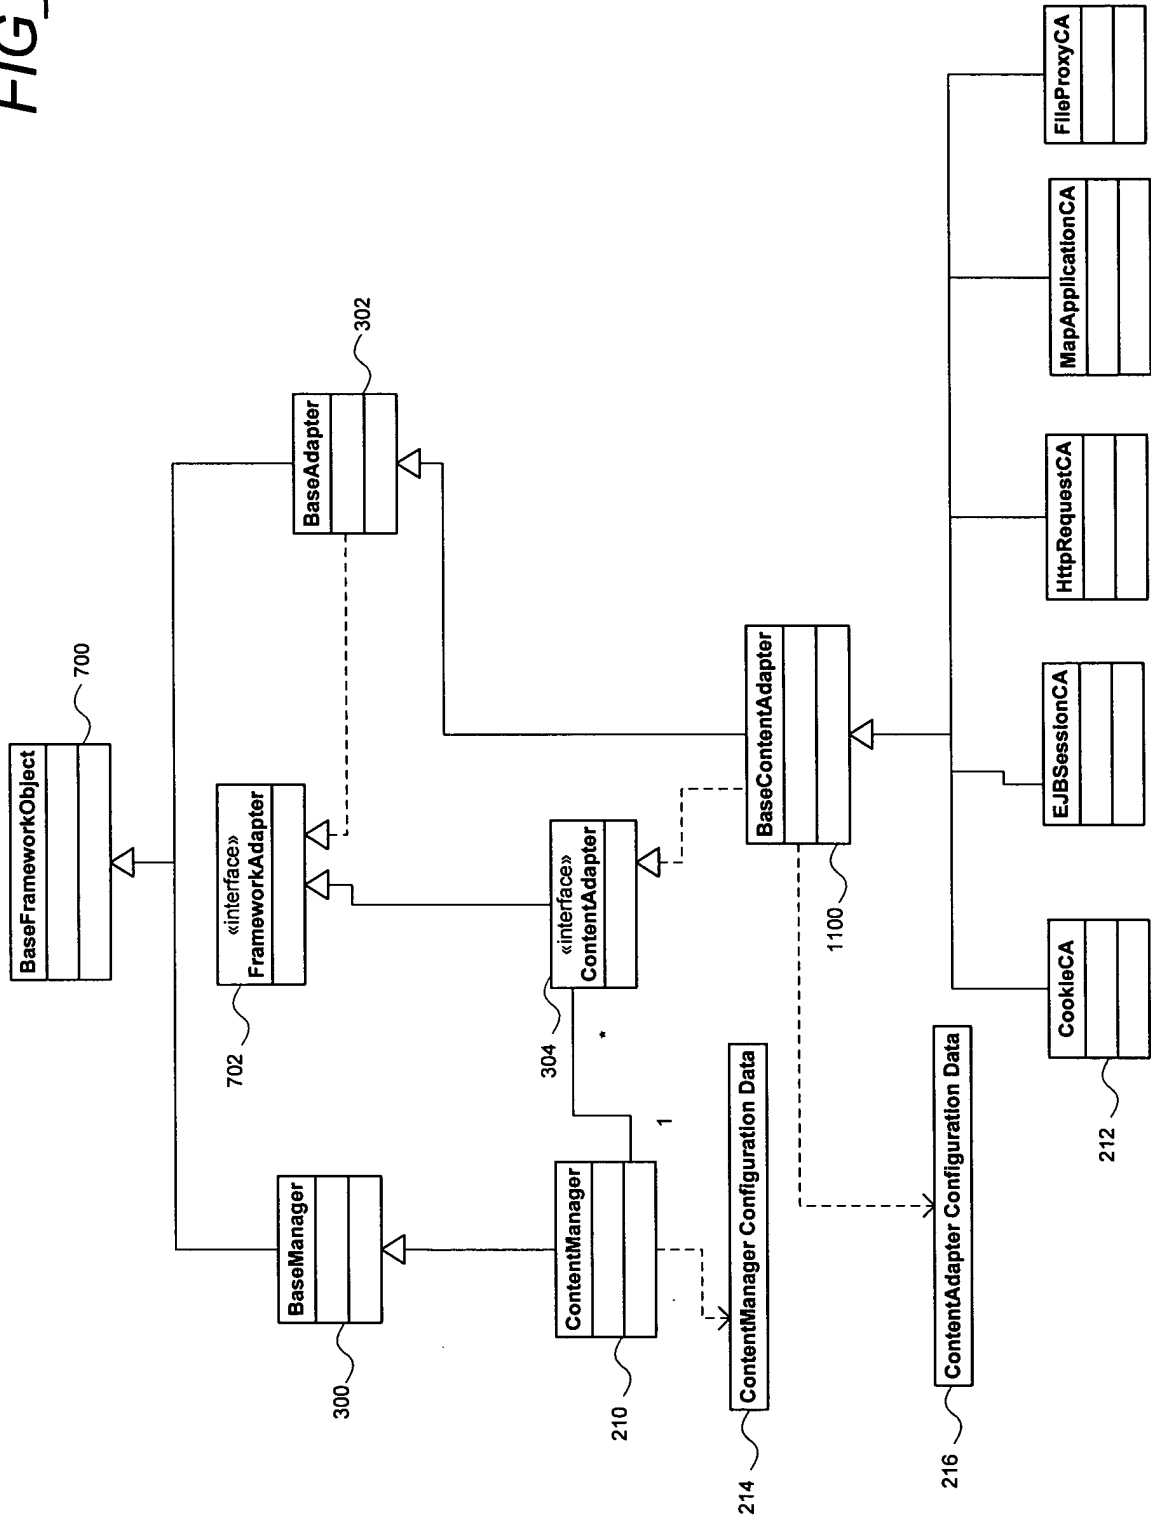 FIG_
BaseFrameworkObject
700
«interface»
FrameworkAdapter
702
BaseManager
300
BaseAdapter
302
ContentManager
210
1
*
«interface»
ContentAdapter
304
ContentManager Configuration Data
214
BaseContentAdapter
1100
ContentAdapter Configuration Data
216
CookieCA
212
EJBSessionCA
HttpRequestCA
MapApplicationCA
FileProxyCA